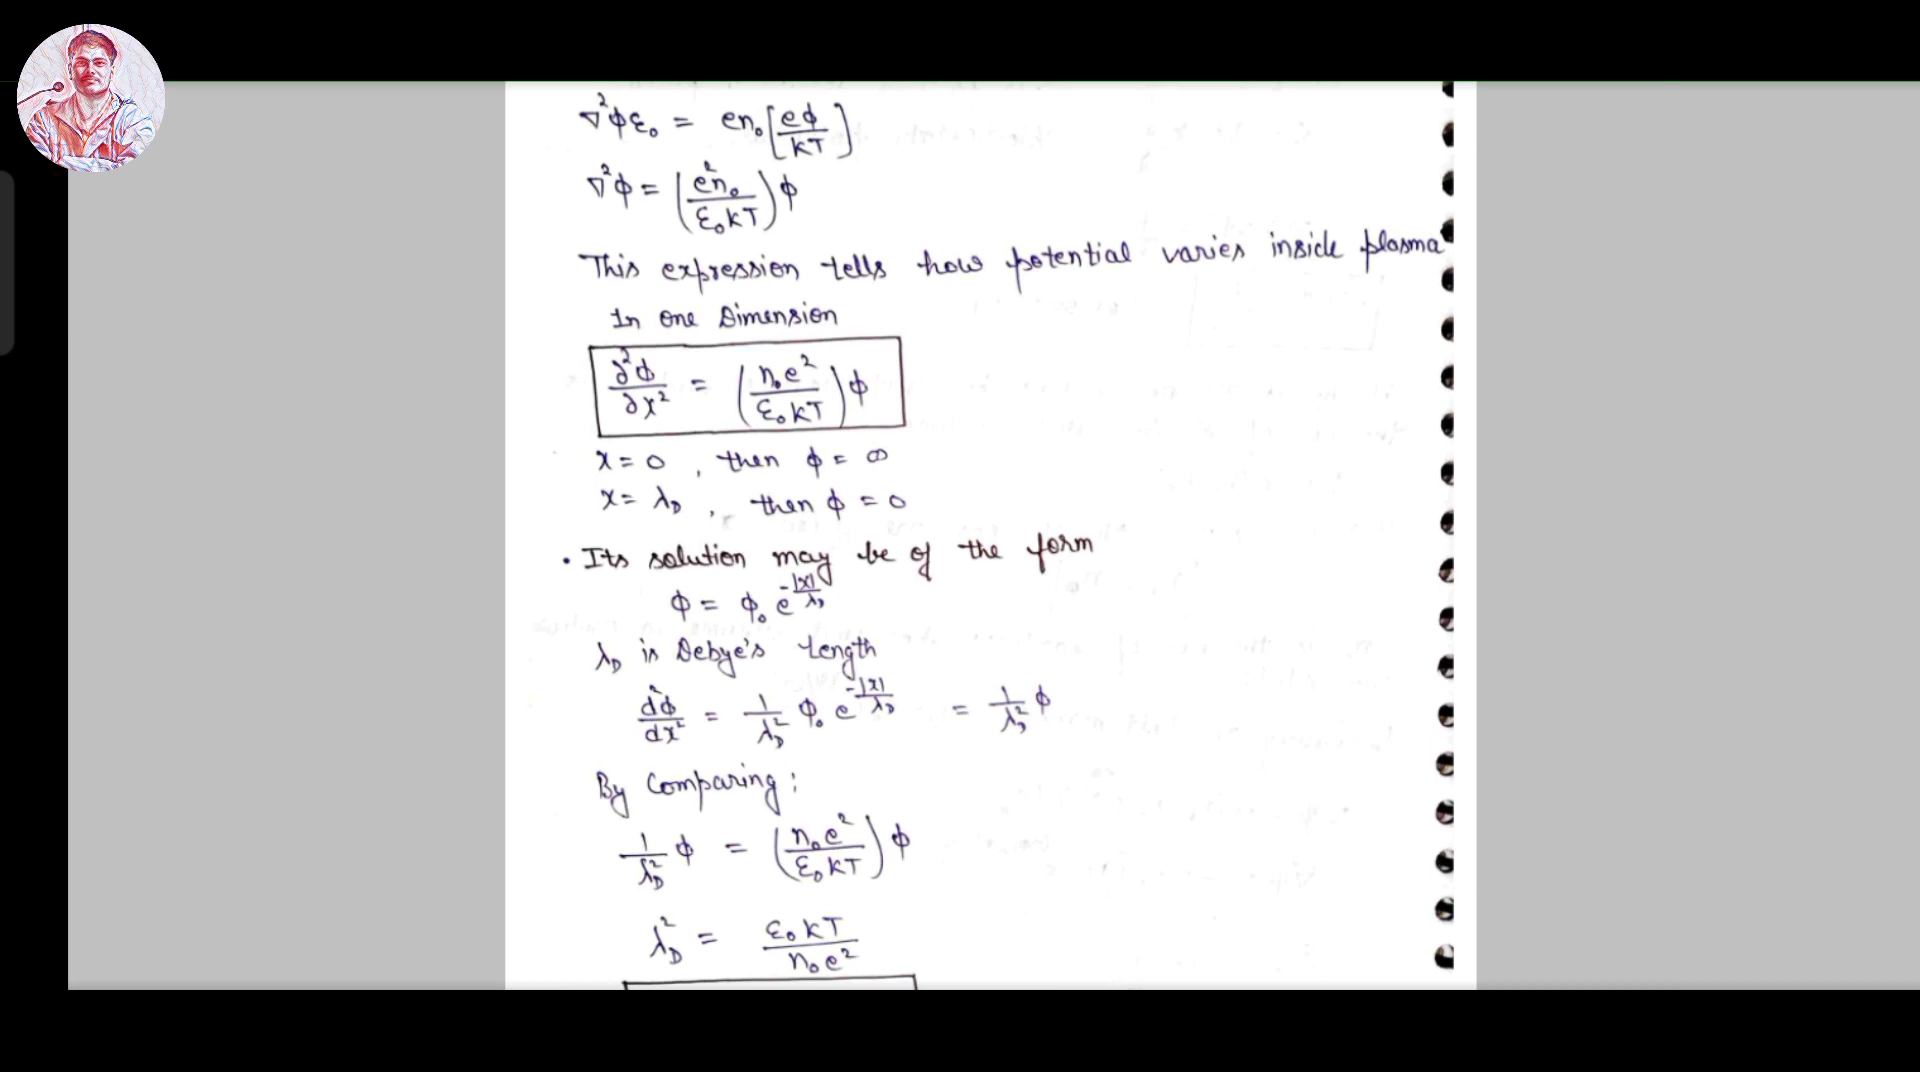 ∇²φε₀ = en₀[eφ/kT]
∇²φ = (e²n₀/ε₀kT)φ
This expression tells how potential varies inside plasma
In one Dimension
∂²φ/∂x² = (n₀e²/ε₀kT)φ
x = 0 , then φ = ∞
x = λ_D , then φ = 0
• Its solution may be of the form
φ = φ₀ e^(-|x|/λ_D)
λ_D is Debye's Length
d²φ/dx² = 1/λ_D² φ₀ e^(-|x|/λ_D) = 1/λ_D² φ
By Comparing :
1/λ_D² φ = (n₀e²/ε₀kT)φ
λ_D² = ε₀kT/n₀e²